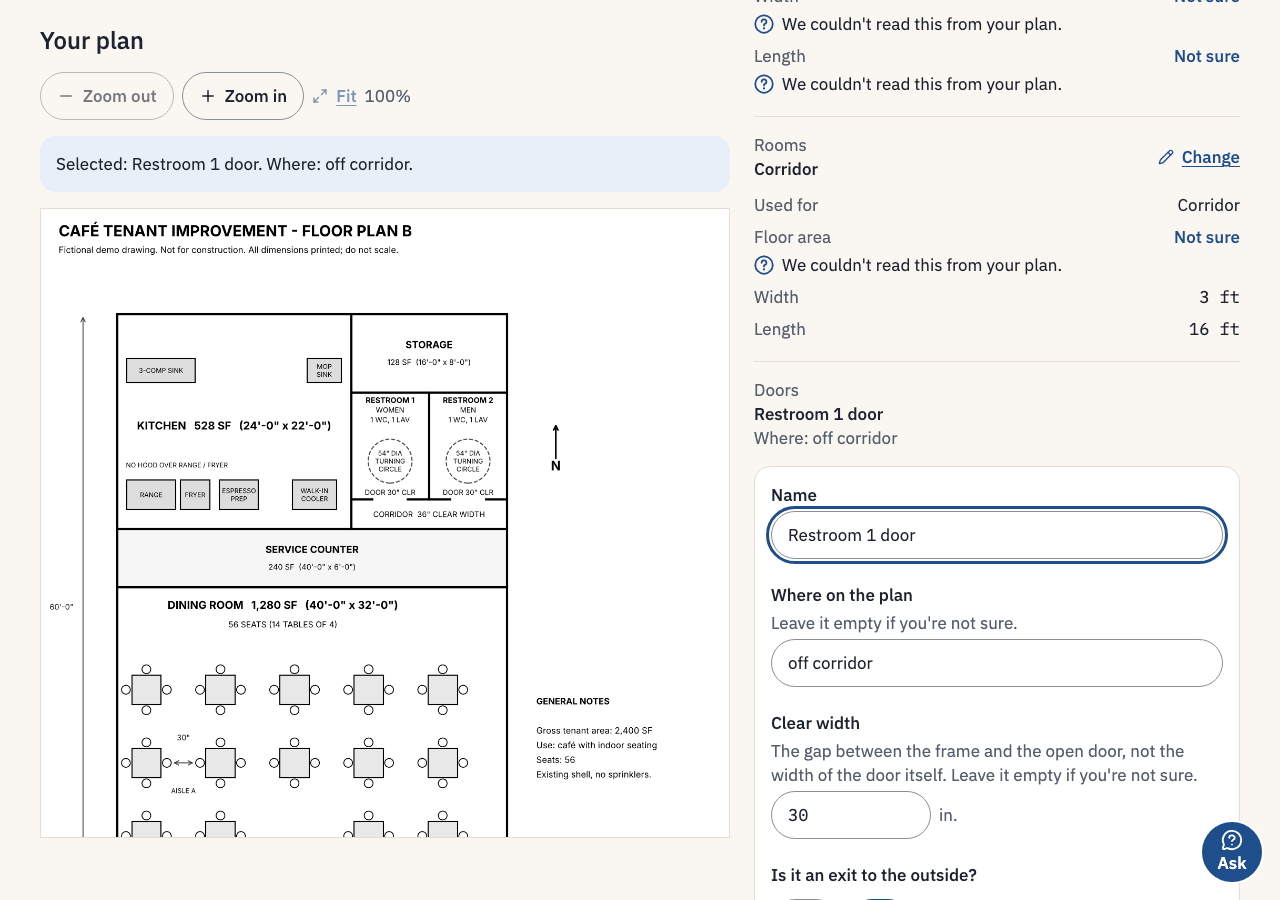 Your plan
Zoom out
Zoom in
Fit
100%
Selected: Restroom 1 door. Where: off corridor.
CAFÉ TENANT IMPROVEMENT - FLOOR PLAN B
Fictional demo drawing. Not for construction. All dimensions printed; do not scale.
3-COMP SINK
MOP
SINK
STORAGE
128 SF (16'-0" x 8'-0")
RESTROOM 1
WOMEN
1 WC, 1 LAV
RESTROOM 2
MEN
1 WC, 1 LAV
KITCHEN 528 SF (24'-0" x 22'-0")
54" DIA
TURNING
CIRCLE
54" DIA
TURNING
CIRCLE
N
NO HOOD OVER RANGE / FRYER
RANGE
FRYER
ESPRESSO
PREP
WALK-IN
COOLER
DOOR 30" CLR
DOOR 30" CLR
CORRIDOR 36" CLEAR WIDTH
SERVICE COUNTER
240 SF (40'-0" x 6'-0")
60'-0"
DINING ROOM 1,280 SF (40'-0" x 32'-0")
56 SEATS (14 TABLES OF 4)
30"
AISLE A
GENERAL NOTES
Gross tenant area: 2,400 SF
Use: café with indoor seating
Seats: 56
Existing shell, no sprinklers.
Width Not sure
We couldn't read this from your plan.
Length Not sure
We couldn't read this from your plan.
Rooms
Corridor
Change
Used for Corridor
Floor area Not sure
We couldn't read this from your plan.
Width 3 ft
Length 16 ft
Doors
Restroom 1 door
Where: off corridor
Name
Restroom 1 door
Where on the plan
Leave it empty if you're not sure.
off corridor
Clear width
The gap between the frame and the open door, not the
width of the door itself. Leave it empty if you're not sure.
30 in.
Is it an exit to the outside?
Ask